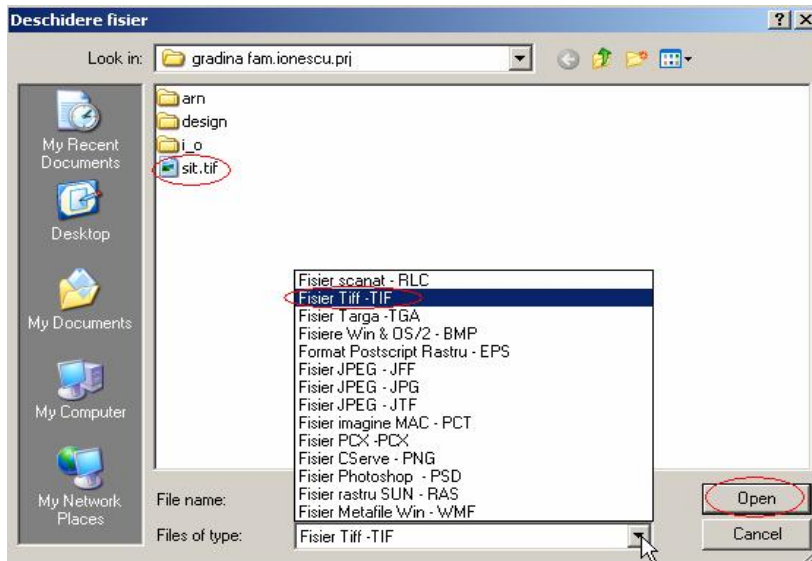 Deschidere fisier
Look in:
gradina fam.ionescu.prj
My Recent
Documents
Desktop
My Documents
My Computer
My Network
Places
arn
design
i_o
sit.tif
Fisier scanat - RLC
Fisier Tiff -TIF
Fisier Targa -TGA
Fisiere Win & OS/2 - BMP
Format Postscript Rastru - EPS
Fisier JPEG - JFF
Fisier JPEG - JPG
Fisier JPEG - JTF
Fisier imagine MAC - PCT
Fisier PCX -PCX
Fisier CServe - PNG
Fisier Photoshop - PSD
Fisier rastru SUN - RAS
Fisier Metafile Win - WMF
File name:
Open
Files of type:
Fisier Tiff -TIF
Cancel